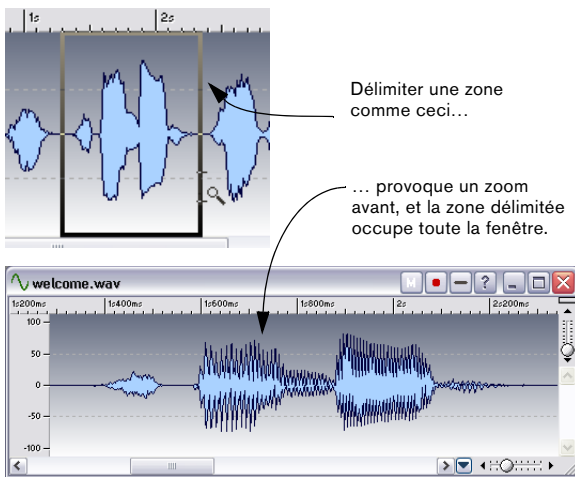 1s 2s
Délimiter une zone
comme ceci…
… provoque un zoom
avant, et la zone délimitée
occupe toute la fenêtre.
welcome.wav
M ?
1s200ms 1s400ms 1s600ms 1s800ms 2s 2s200ms
100
50
0
-50
-100